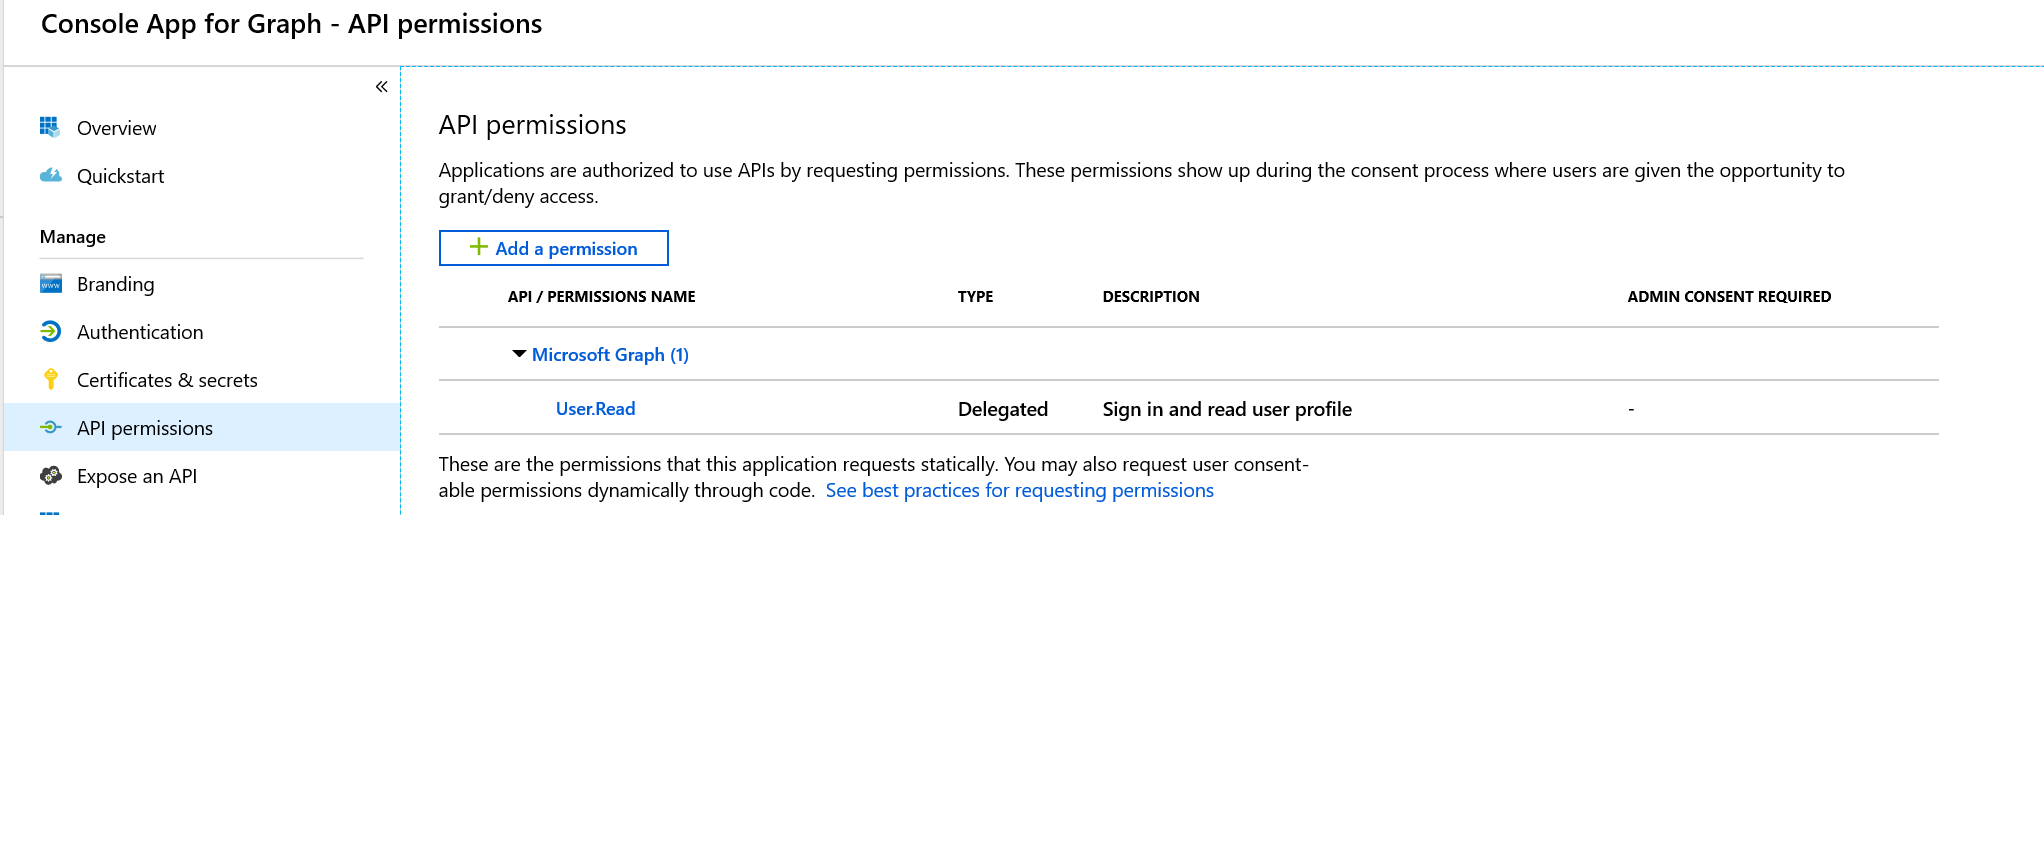 Console App for Graph - API permissions
«
Overview
Quickstart
Manage
Branding
www
Authentication
Certificates & secrets
API permissions
Expose an API
API permissions
Applications are authorized to use APIs by requesting permissions. These permissions show up during the consent process where users are given the opportunity to
grant/deny access.
+ Add a permission
API / PERMISSIONS NAME TYPE DESCRIPTION ADMIN CONSENT REQUIRED
Microsoft Graph (1)
User.Read Delegated Sign in and read user profile -
These are the permissions that this application requests statically. You may also request user consent-
able permissions dynamically through code. See best practices for requesting permissions